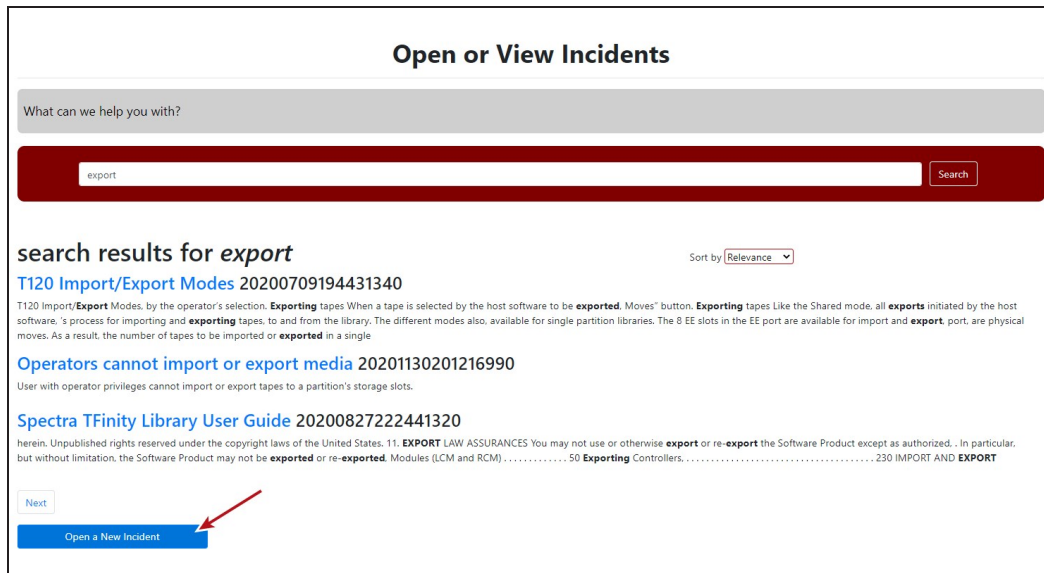 Open or View Incidents
What can we help you with?
export
Search
search results for export
Sort by Relevance
T120 Import/Export Modes 20200709194431340
T120 Import/Export Modes, by the operator's selection. Exporting tapes When a tape is selected by the host software to be exported, Moves" button. Exporting tapes Like the Shared mode, all exports initiated by the host
software, 's process for importing and exporting tapes, to and from the library. The different modes also, available for single partition libraries. The 8 EE slots in the EE port are available for import and export, port, are physical
moves. As a result, the number of tapes to be imported or exported in a single
Operators cannot import or export media 20201130201216990
User with operator privileges cannot import or export tapes to a partition's storage slots.
Spectra TFinity Library User Guide 20200827222441320
herein. Unpublished rights reserved under the copyright laws of the United States. 11. EXPORT LAW ASSURANCES You may not use or otherwise export or re-export the Software Product except as authorized, . In particular,
but without limitation, the Software Product may not be exported or re-exported, Modules (LCM and RCM) . . . . . . . . . . . . . 50 Exporting Controllers. . . . . . . . . . . . . . . . . . . . . . . . . . . . . . . . . . . . . . 230 IMPORT AND EXPORT
Next
Open a New Incident